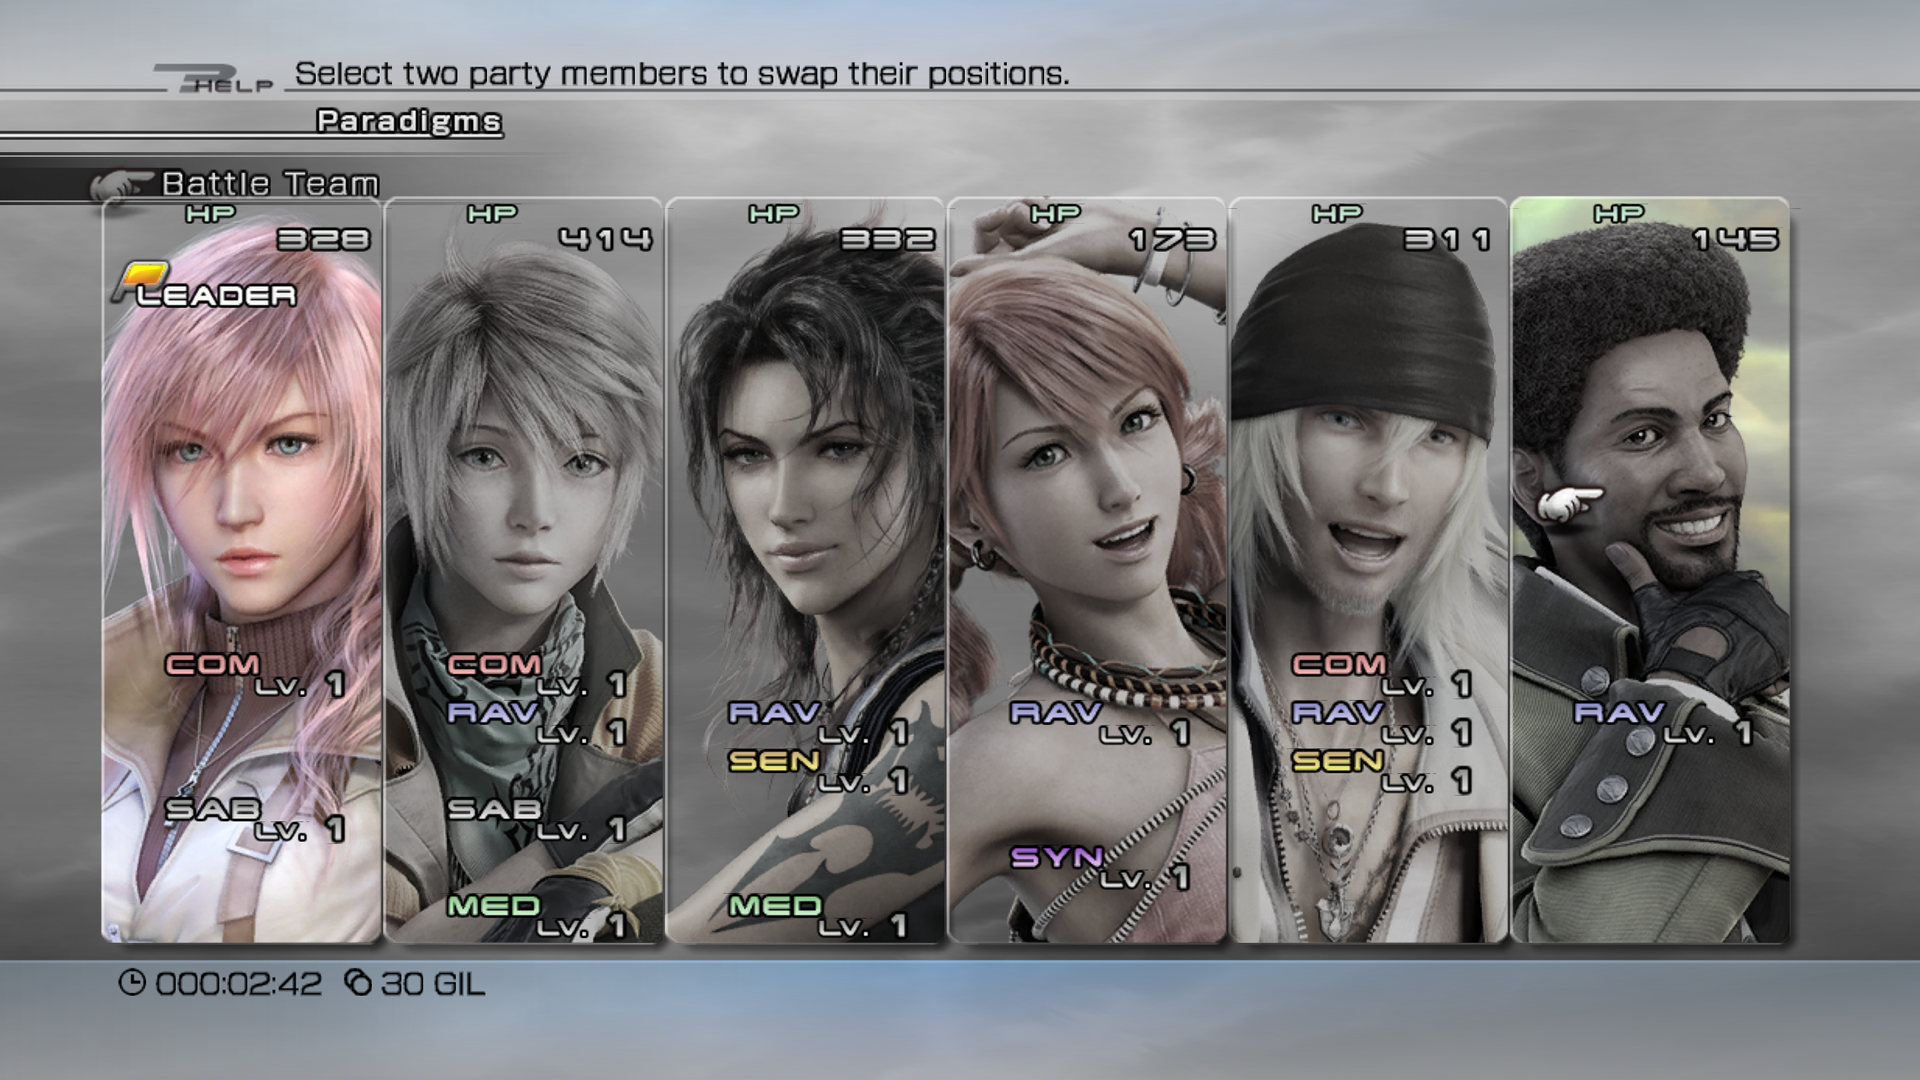 HELP Select two party members to swap their positions.
Paradigms
Battle Team
HP HP HP HP HP HP
328 414 332 173 311 145
LEADER
COM Lv. 1 COM Lv. 1 COM Lv. 1
RAV Lv. 1 RAV Lv. 1 RAV Lv. 1 RAV Lv. 1 RAV Lv. 1
SEN Lv. 1 SEN Lv. 1
SAB Lv. 1 SAB Lv. 1
SYN Lv. 1
MED Lv. 1 MED Lv. 1
000:02:42 30 GIL